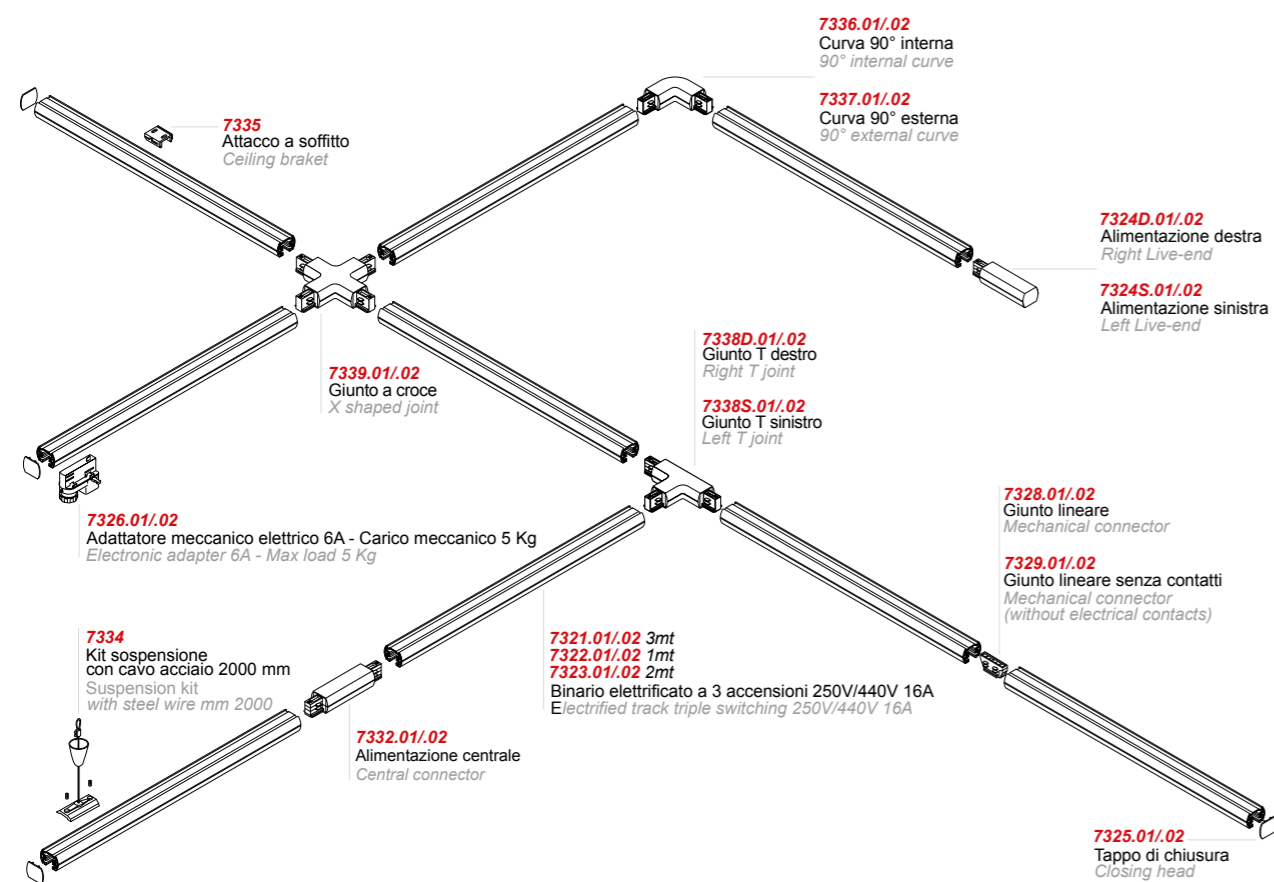 7336.01/.02
Curva 90° interna
90° internal curve
7337.01/.02
Curva 90° esterna
90° external curve
7335
Attacco a soffitto
Ceiling braket
7324D.01/.02
Alimentazione destra
Right Live-end
7324S.01/.02
Alimentazione sinistra
Left Live-end
7338D.01/.02
Giunto T destro
Right T joint
7338S.01/.02
Giunto T sinistro
Left T joint
7339.01/.02
Giunto a croce
X shaped joint
7328.01/.02
Giunto lineare
Mechanical connector
7329.01/.02
Giunto lineare senza contatti
Mechanical connector
(without electrical contacts)
7326.01/.02
Adattatore meccanico elettrico 6A - Carico meccanico 5 Kg
Electronic adapter 6A - Max load 5 Kg
7334
Kit sospensione
con cavo acciaio 2000 mm
Suspension kit
with steel wire mm 2000
7321.01/.02 3mt
7322.01/.02 1mt
7323.01/.02 2mt
Binario elettrificato a 3 accensioni 250V/440V 16A
Electrified track triple switching 250V/440V 16A
7332.01/.02
Alimentazione centrale
Central connector
7325.01/.02
Tappo di chiusura
Closing head